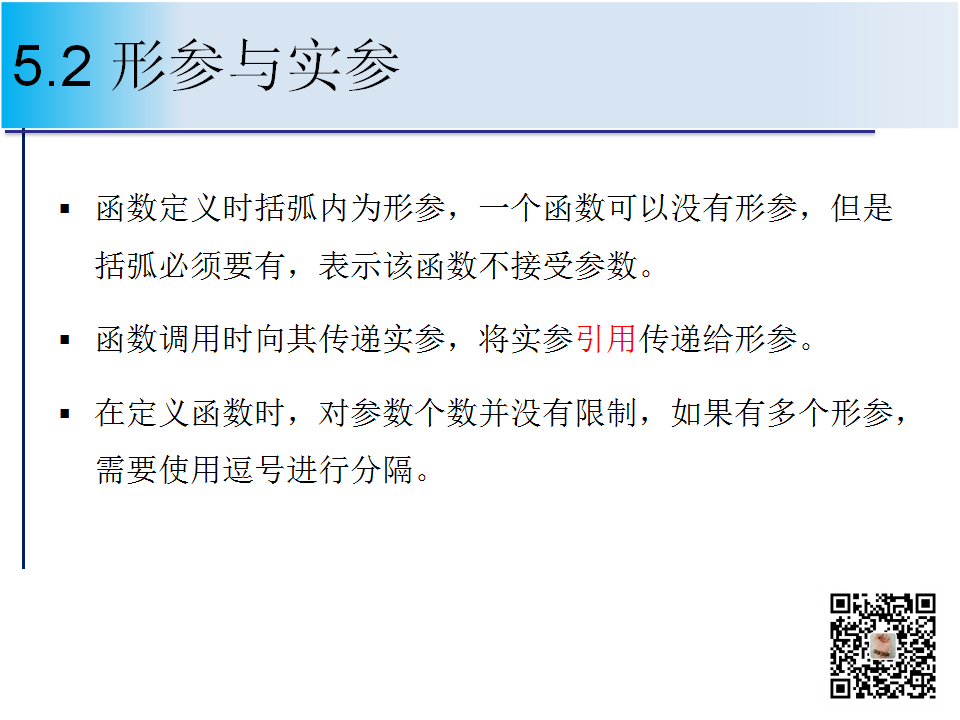 5.2 形参与实参
▪ 函数定义时括弧内为形参，一个函数可以没有形参，但是
括弧必须要有，表示该函数不接受参数。
▪ 函数调用时向其传递实参，将实参引用传递给形参。
▪ 在定义函数时，对参数个数并没有限制，如果有多个形参，
需要使用逗号进行分隔。